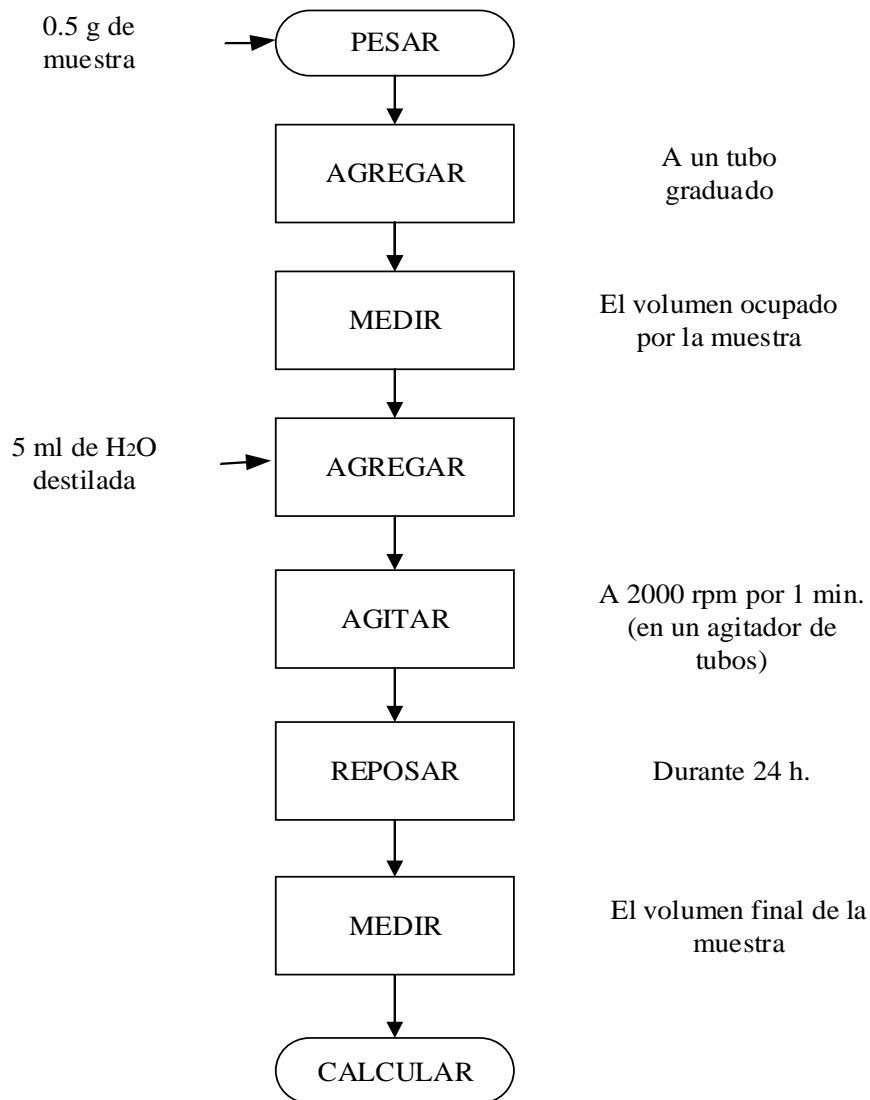 0.5 g de
muestra
PESAR
AGREGAR
A un tubo
graduado
MEDIR
El volumen ocupado
por la muestra
5 ml de H2O
destilada
AGREGAR
AGITAR
A 2000 rpm por 1 min.
(en un agitador de
tubos)
REPOSAR
Durante 24 h.
MEDIR
El volumen final de la
muestra
CALCULAR